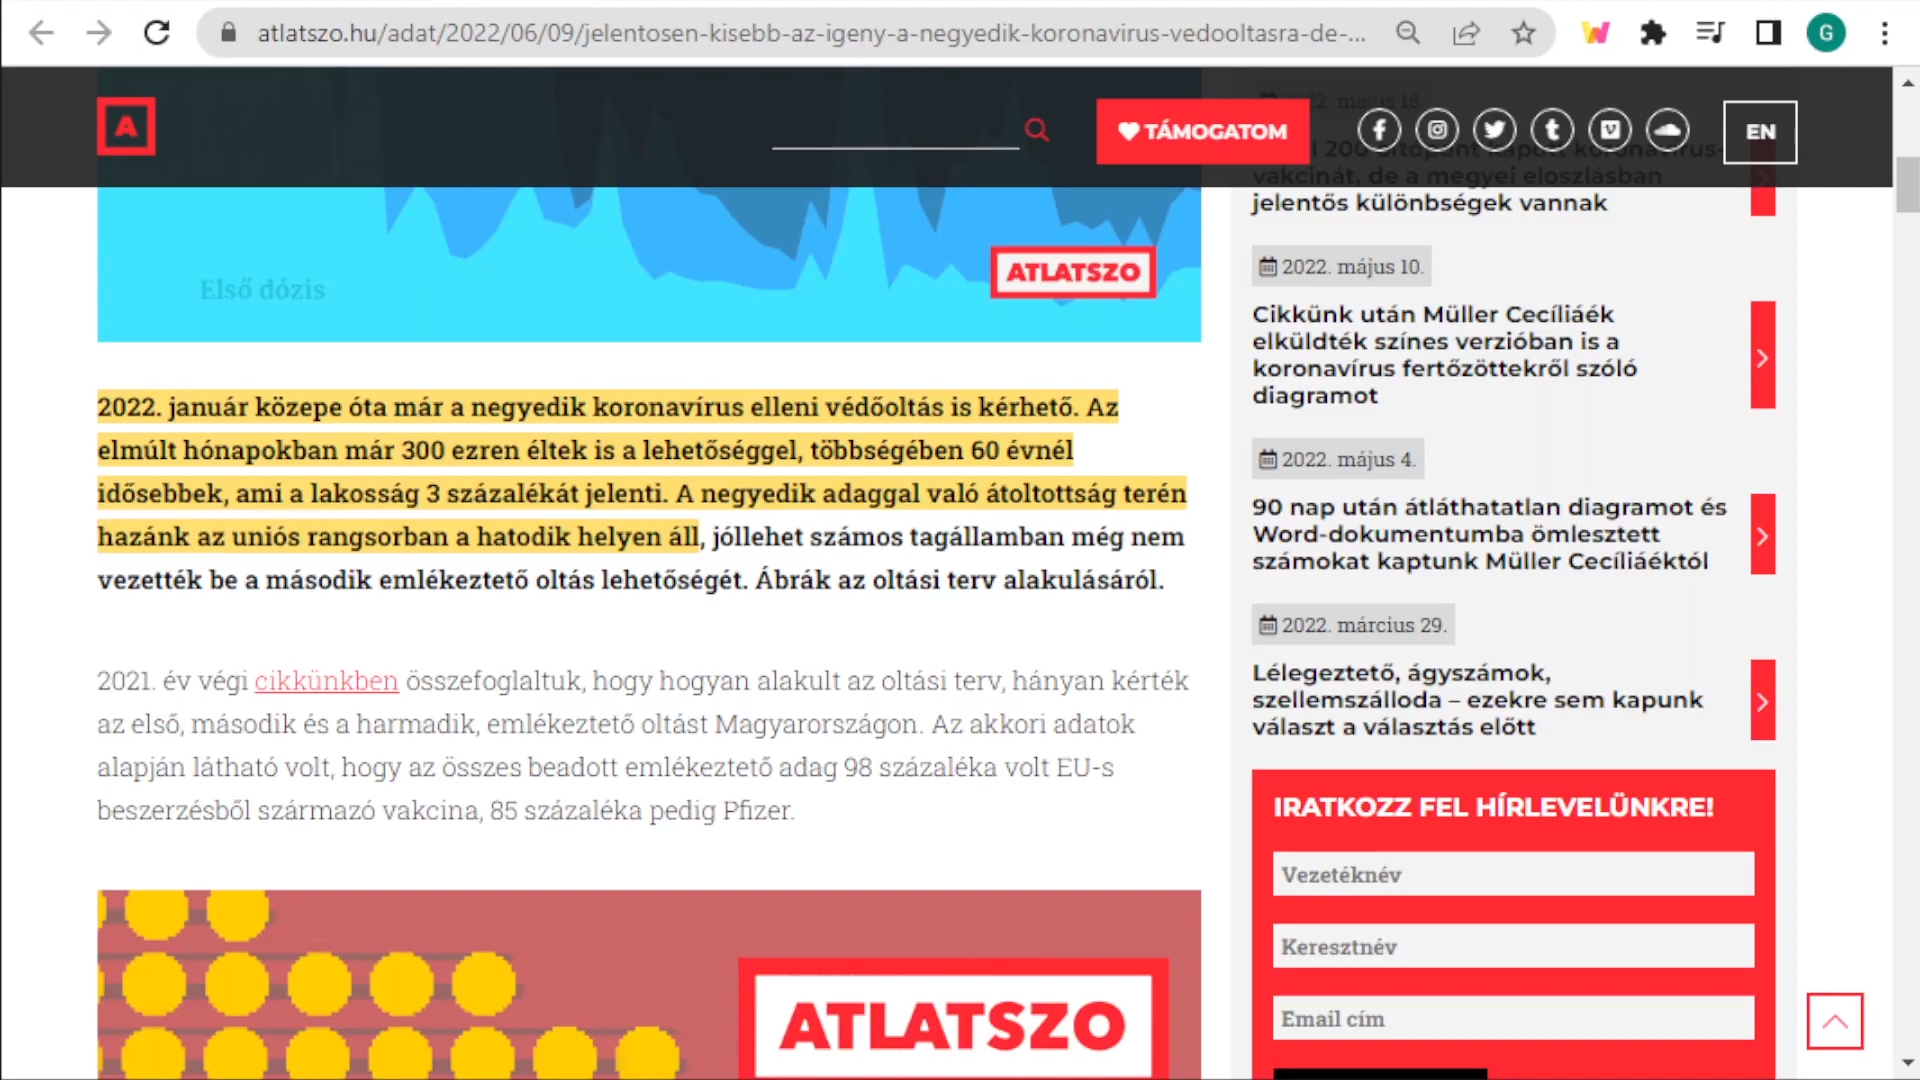 atlatszo.hu/adat/2022/06/09/jelentosen-kisebb-az-igeny-a-negyedik-koronavirus-vedooltasra-de-...
G
A
TÁMOGATOM
EN
Első dózis
ATLATSZO
2022. január közepe óta már a negyedik koronavírus elleni védőoltás is kérhető. Az
elmúlt hónapokban már 300 ezren éltek is a lehetőséggel, többségében 60 évnél
idősebbek, ami a lakosság 3 százalékát jelenti. A negyedik adaggal való átoltottság terén
hazánk az uniós rangsorban a hatodik helyen áll, jóllehet számos tagállamban még nem
vezették be a második emlékeztető oltás lehetőségét. Ábrák az oltási terv alakulásáról.
2021. év végi cikkünkben összefoglaltuk, hogy hogyan alakult az oltási terv, hányan kérték
az első, második és a harmadik, emlékeztető oltást Magyarországon. Az akkori adatok
alapján látható volt, hogy az összes beadott emlékeztető adag 98 százaléka volt EU-s
beszerzésből származó vakcina, 85 százaléka pedig Pfizer.
ATLATSZO
2022. május 18.
200 oltópont kapott koronavírus-
vakcinát, de a megyei eloszlásban
jelentős különbségek vannak
2022. május 10.
Cikkünk után Müller Cecíliáék
elküldték színes verzióban is a
koronavírus fertőzöttekről szóló
diagramot
2022. május 4.
90 nap után átláthatatlan diagramot és
Word-dokumentumba ömlesztett
számokat kaptunk Müller Cecíliáéktól
2022. március 29.
Lélegeztető, ágyszámok,
szellemszálloda – ezekre sem kapunk
választ a választás előtt
IRATKOZZ FEL HÍRLEVELÜNKRE!
Vezetéknév
Keresztnév
Email cím